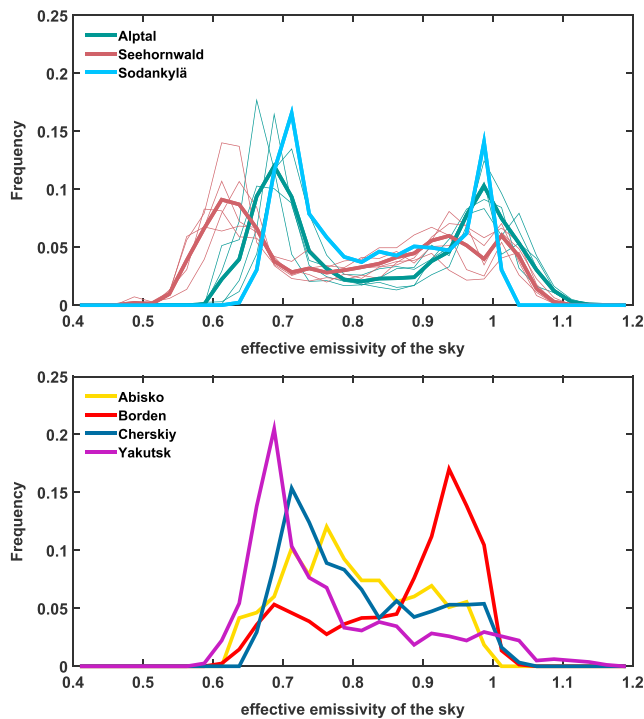 0.25
Alptal
Seehornwald
Sodankylä
0.2
0.15
Frequency
0.1
0.05
0
0.4 0.5 0.6 0.7 0.8 0.9 1 1.1 1.2
effective emissivity of the sky
0.25
Abisko
Borden
Cherskiy
Yakutsk
0.2
0.15
Frequency
0.1
0.05
0
0.4 0.5 0.6 0.7 0.8 0.9 1 1.1 1.2
effective emissivity of the sky